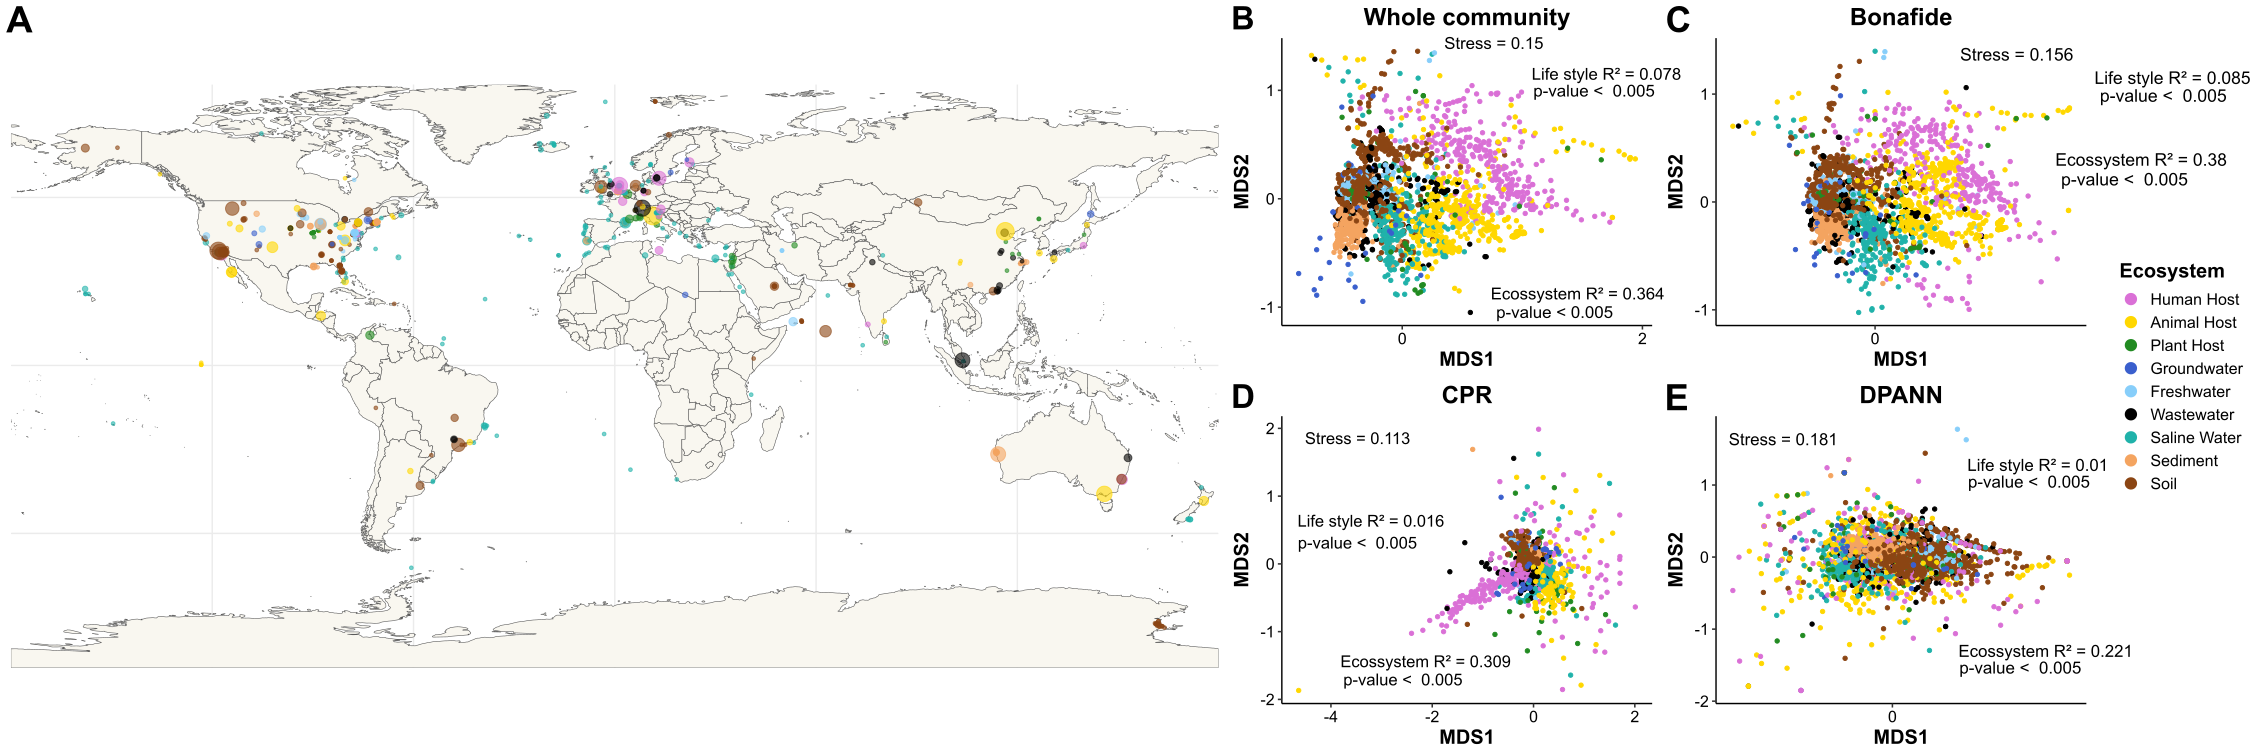 A
B
Whole community
Stress = 0.15
Life style R² = 0.078
p-value < 0.005
Ecosystem R² = 0.364
p-value < 0.005
MDS2
1
0
-1
0
2
MDS1
C
Bonafide
Stress = 0.156
Life style R² = 0.085
p-value < 0.005
Ecossystem R² = 0.38
p-value < 0.005
MDS2
1
0
-1
0
MDS1
D
CPR
Stress = 0.113
Life style R² = 0.016
p-value < 0.005
Ecossystem R² = 0.309
p-value < 0.005
MDS2
2
1
0
-1
-2
-4
-2
0
2
MDS1
E
DPANN
Stress = 0.181
Life style R² = 0.01
p-value < 0.005
Ecossystem R² = 0.221
p-value < 0.005
MDS2
1
0
-1
-2
0
MDS1
Ecosystem
Human Host
Animal Host
Plant Host
Groundwater
Freshwater
Wastewater
Saline Water
Sediment
Soil